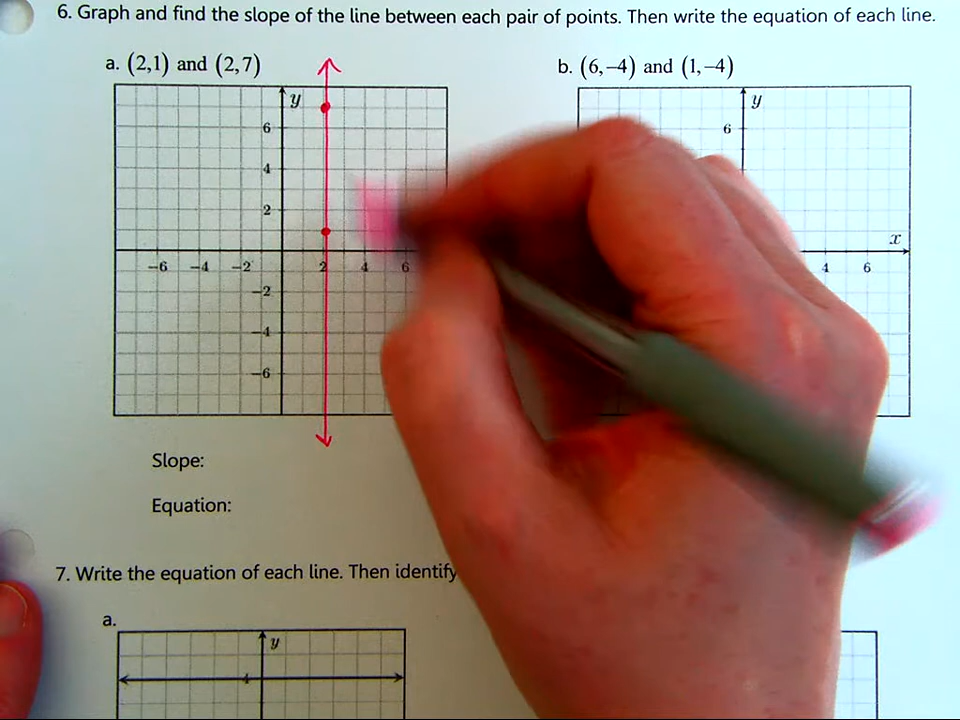 6. Graph and find the slope of the line between each pair of points. Then write the equation of each line.
a. (2,1) and (2,7)
b. (6,−4) and (1,−4)
y
y
6
6
4
2
x
−6 −4 −2 2 4 6
4 6
−2
−4
−6
Slope:
Equation:
7. Write the equation of each line. Then identify
a.
y
4